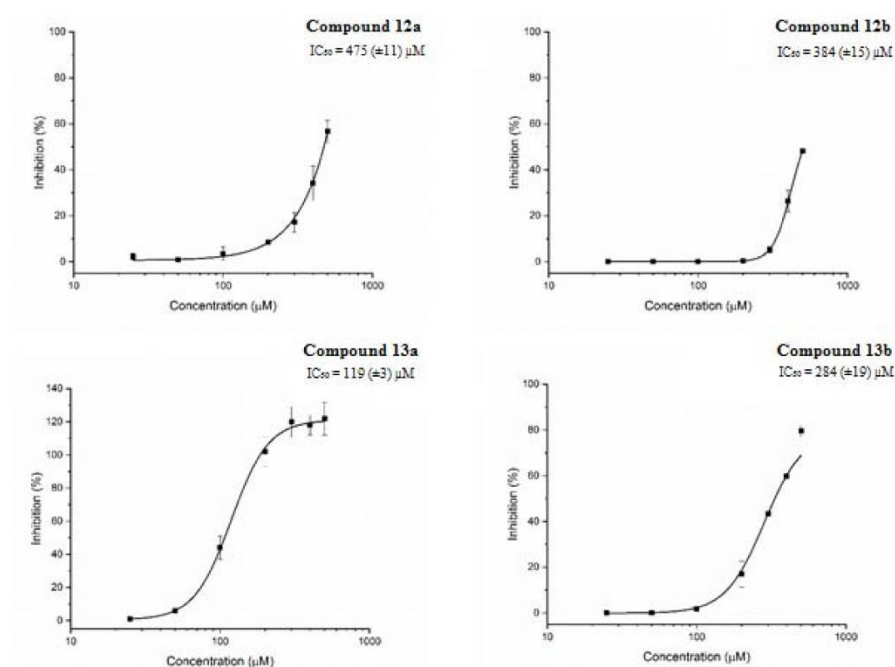 Compound 12a
IC₅₀ = 475 (±11) µM
100
80
60
40
20
0
Inhibition (%)
10
100
1000
Concentration (µM)
Compound 12b
IC₅₀ = 384 (±15) µM
100
80
60
40
20
0
Inhibition (%)
10
100
1000
Concentration (µM)
Compound 13a
IC₅₀ = 119 (±3) µM
140
120
100
80
60
40
20
0
Inhibition (%)
10
100
1000
Concentration (µM)
Compound 13b
IC₅₀ = 284 (±19) µM
100
80
60
40
20
0
Inhibition (%)
10
100
1000
Concentration (µM)